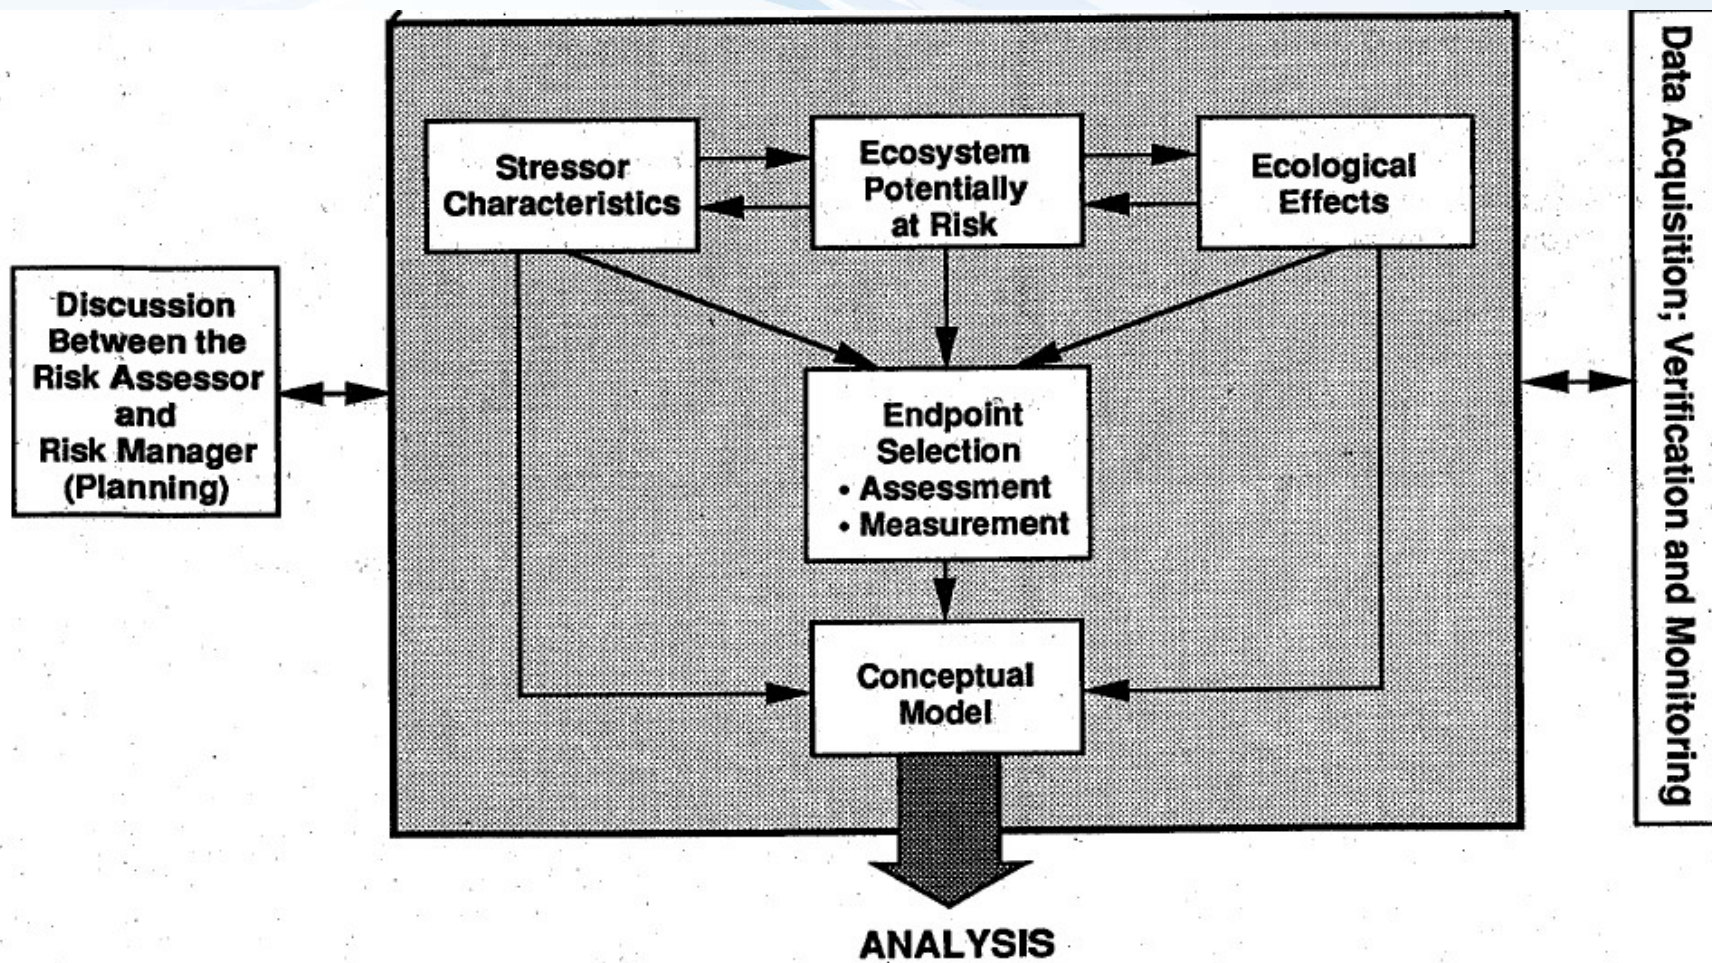 Stressor
Characteristics
Ecosystem
Potentially
at Risk
Ecological
Effects
Discussion
Between the
Risk Assessor
and
Risk Manager
(Planning)
Endpoint
Selection
• Assessment
• Measurement
Conceptual
Model
Data Acquisition; Verification and Monitoring
ANALYSIS